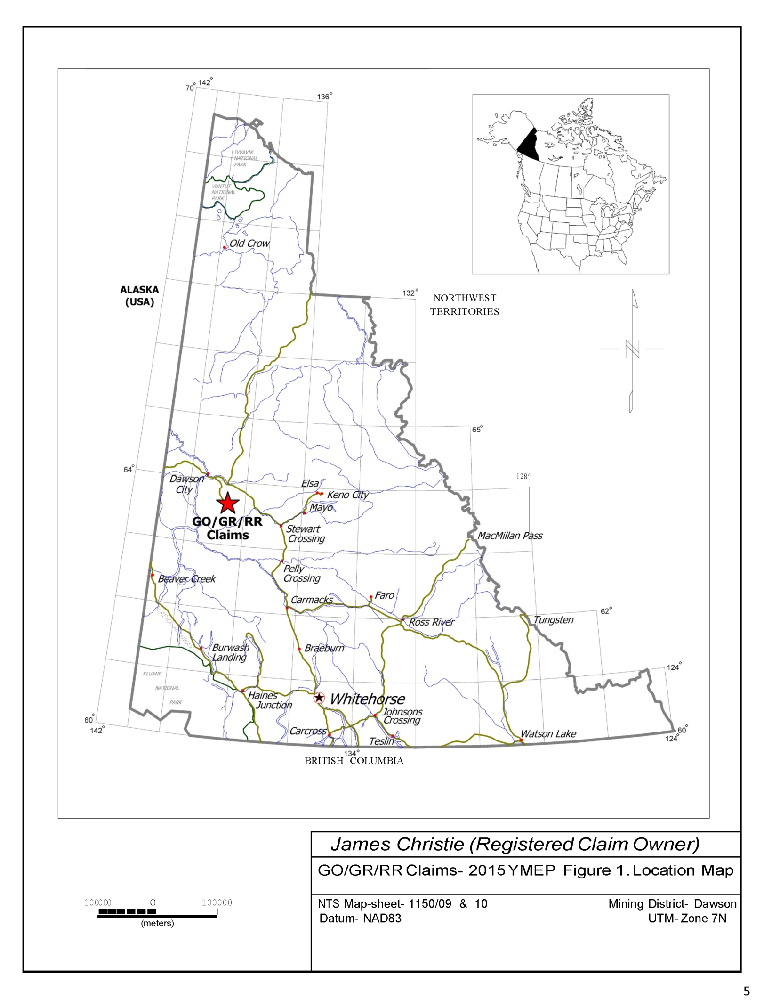 70° 142°
136°
IVVAVIK
NATIONAL
PARK
VUNTUT
NATIONAL
PARK
Old Crow
ALASKA
(USA)
132°
NORTHWEST
TERRITORIES
N
65°
64°
128°
Dawson
City
Elsa
Keno City
Mayo
GO/GR/RR
Claims
Stewart
Crossing
MacMillan Pass
Pelly
Crossing
Beaver Creek
Faro
Carmacks
ALASKA HIGHWAY
62°
Ross River
Tungsten
Burwash
Landing
Braeburn
124°
KLUANE
NATIONAL
PARK
Haines
Junction
Whitehorse
Johnsons
Crossing
60°
142°
Carcross
Teslin
Watson Lake
60°
124°
134°
BRITISH COLUMBIA
James Christie (Registered Claim Owner)
GO/GR/RR Claims- 2015 YMEP Figure 1. Location Map
NTS Map-sheet- 1150/09 & 10
Mining District- Dawson
Datum- NAD83
UTM- Zone 7N
100000 0 100000
(meters)
5